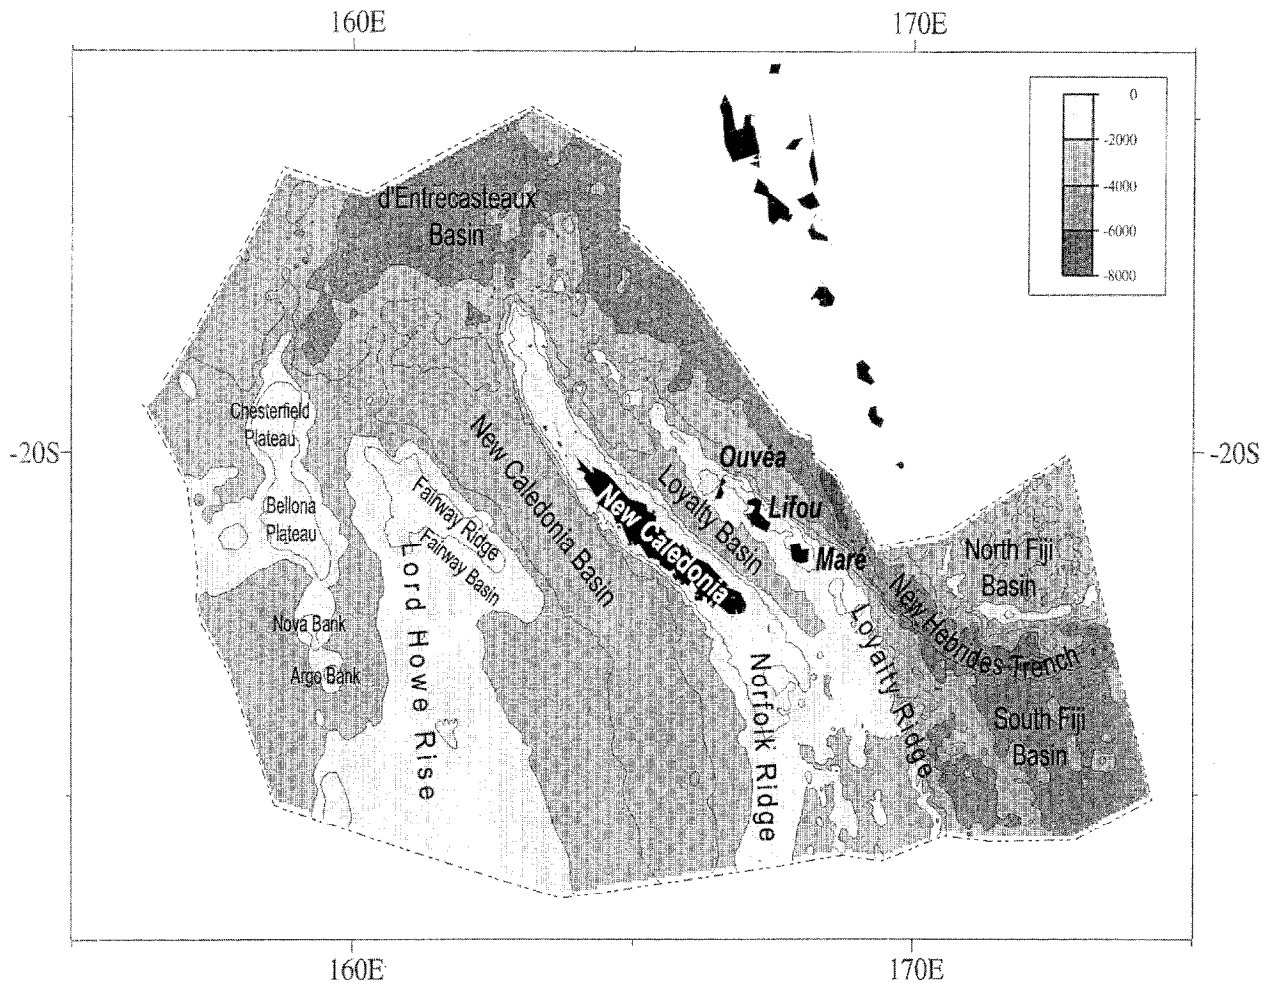 160E
170E
0
-2000
-4000
-6000
-8000
d'Entrecasteaux
Basin
Chesterfield
Plateau
-20S
-20S
New Caledonia Basin
Fairway Ridge
Fairway Basin
Bellona
Plateau
Ouvéa
Lifou
Maré
Loyalty Basin
New Caledonia
North Fiji
Basin
New Hebrides Trench
Nova Bank
Argo Bank
Lord Howe Rise
Norfolk Ridge
Loyalty Ridge
South Fiji
Basin
160E
170E